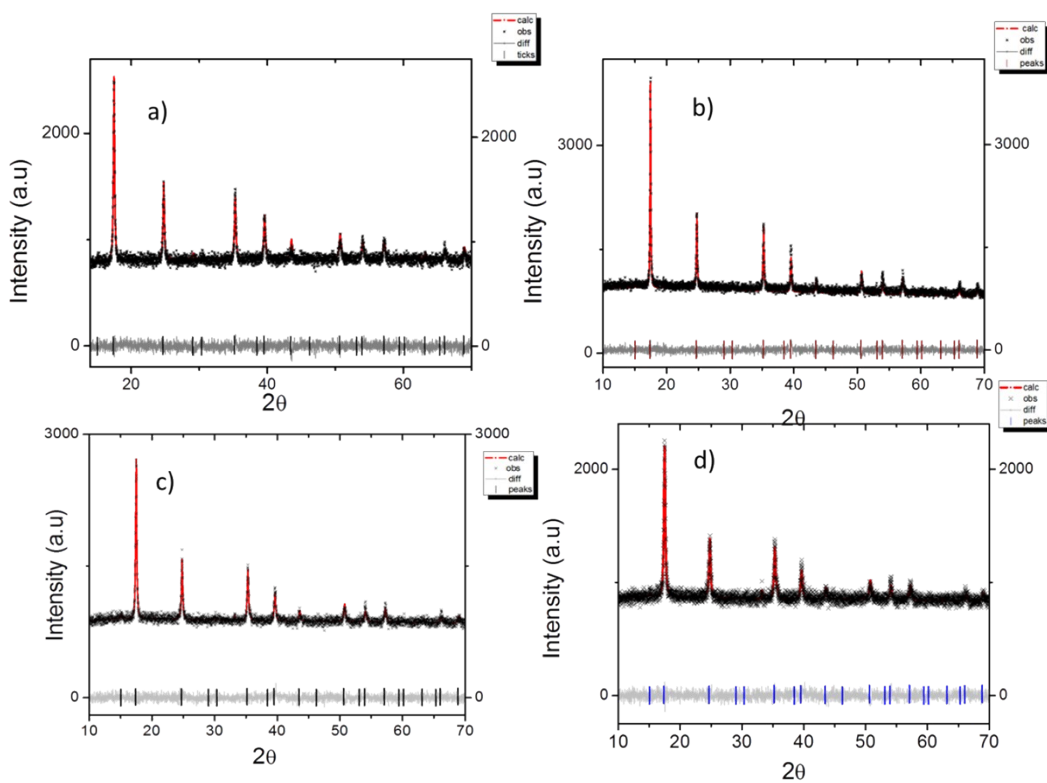 calc
obs
diff
ticks
a)
2000
2000
0
0
Intensity (a.u)
20
40
60
2θ
calc
obs
diff
peaks
b)
3000
3000
0
0
Intensity (a.u)
10
20
30
40
50
60
70
2θ
3000
3000
calc
obs
diff
peaks
c)
0
0
Intensity (a.u)
10
20
30
40
50
60
70
2θ
calc
obs
diff
peaks
d)
2000
2000
0
0
Intensity (a.u)
10
20
30
40
50
60
70
2θ